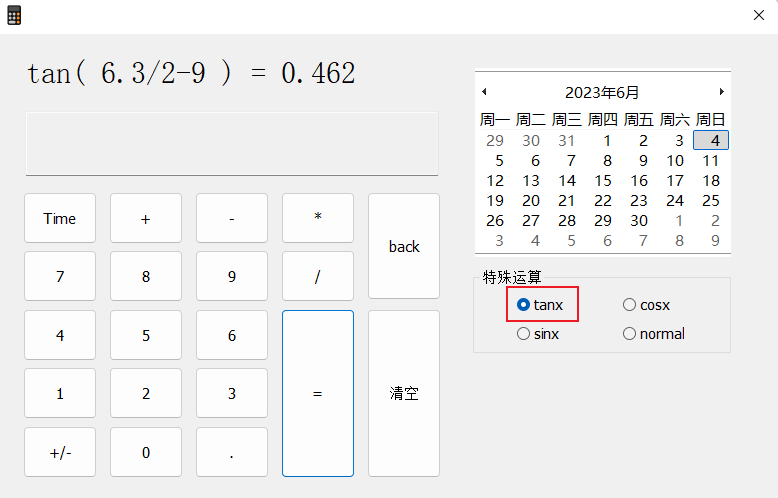 tan( 6.3/2-9 ) = 0.462
2023年6月
周一 周二 周三 周四 周五 周六 周日
29 30 31 1 2 3 4
5 6 7 8 9 10 11
12 13 14 15 16 17 18
19 20 21 22 23 24 25
26 27 28 29 30 1 2
3 4 5 6 7 8 9
Time + - * back
7 8 9 /
4 5 6 = 清空
1 2 3
+/- 0 .
特殊运算
tanx cosx
sinx normal